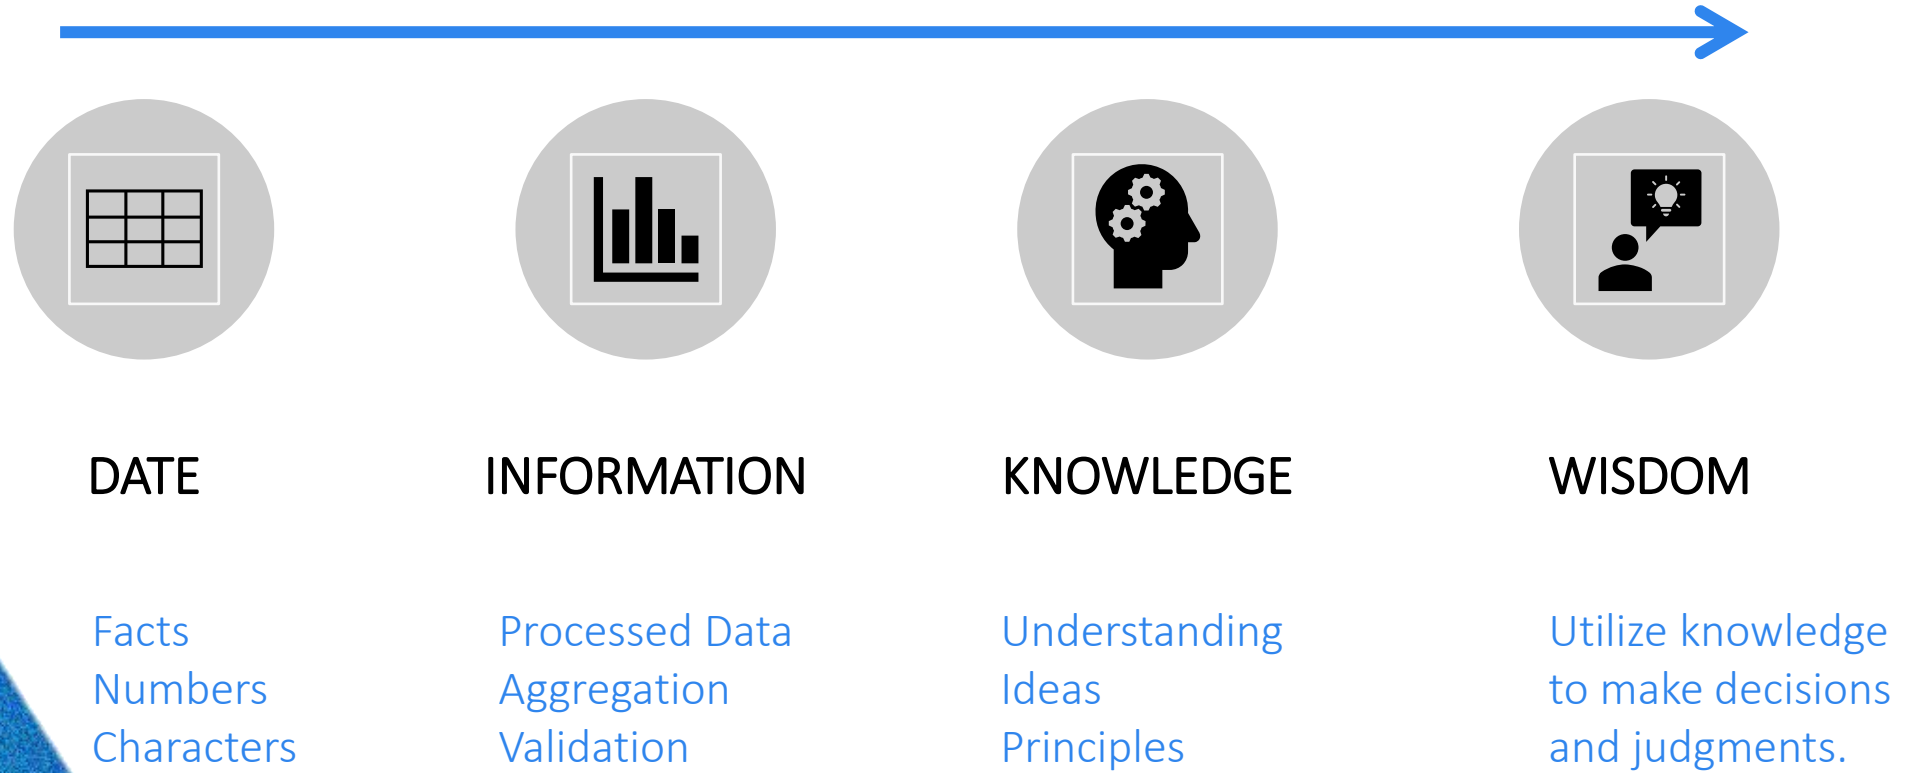 DATE
INFORMATION
KNOWLEDGE
WISDOM
Facts
Numbers
Characters
Processed Data
Aggregation
Validation
Understanding
Ideas
Principles
Utilize knowledge
to make decisions
and judgments.